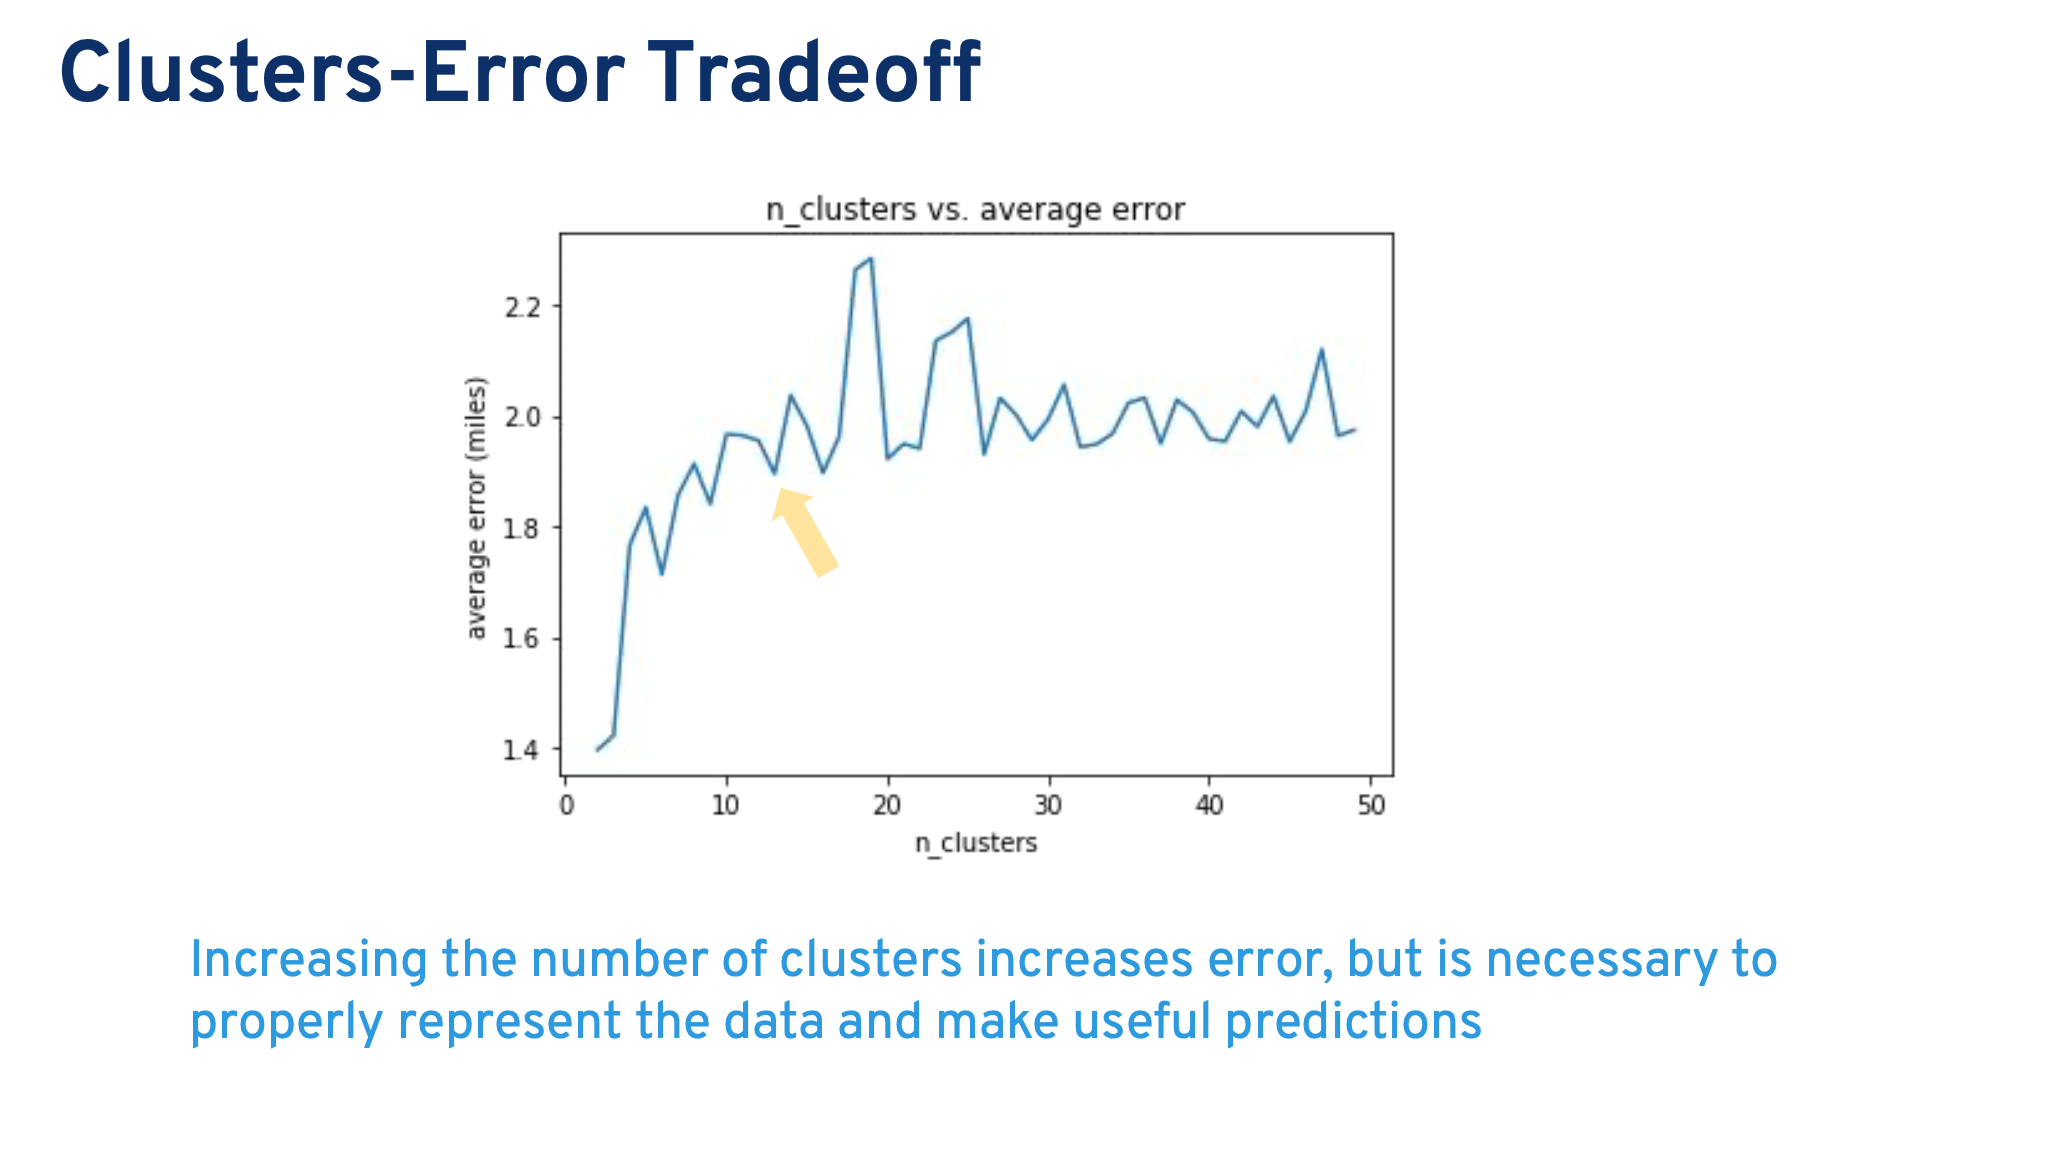 Clusters-Error Tradeoff
n_clusters vs. average error
average error (miles)
2.2
2.0
1.8
1.6
1.4
0 10 20 30 40 50
n_clusters
Increasing the number of clusters increases error, but is necessary to
properly represent the data and make useful predictions